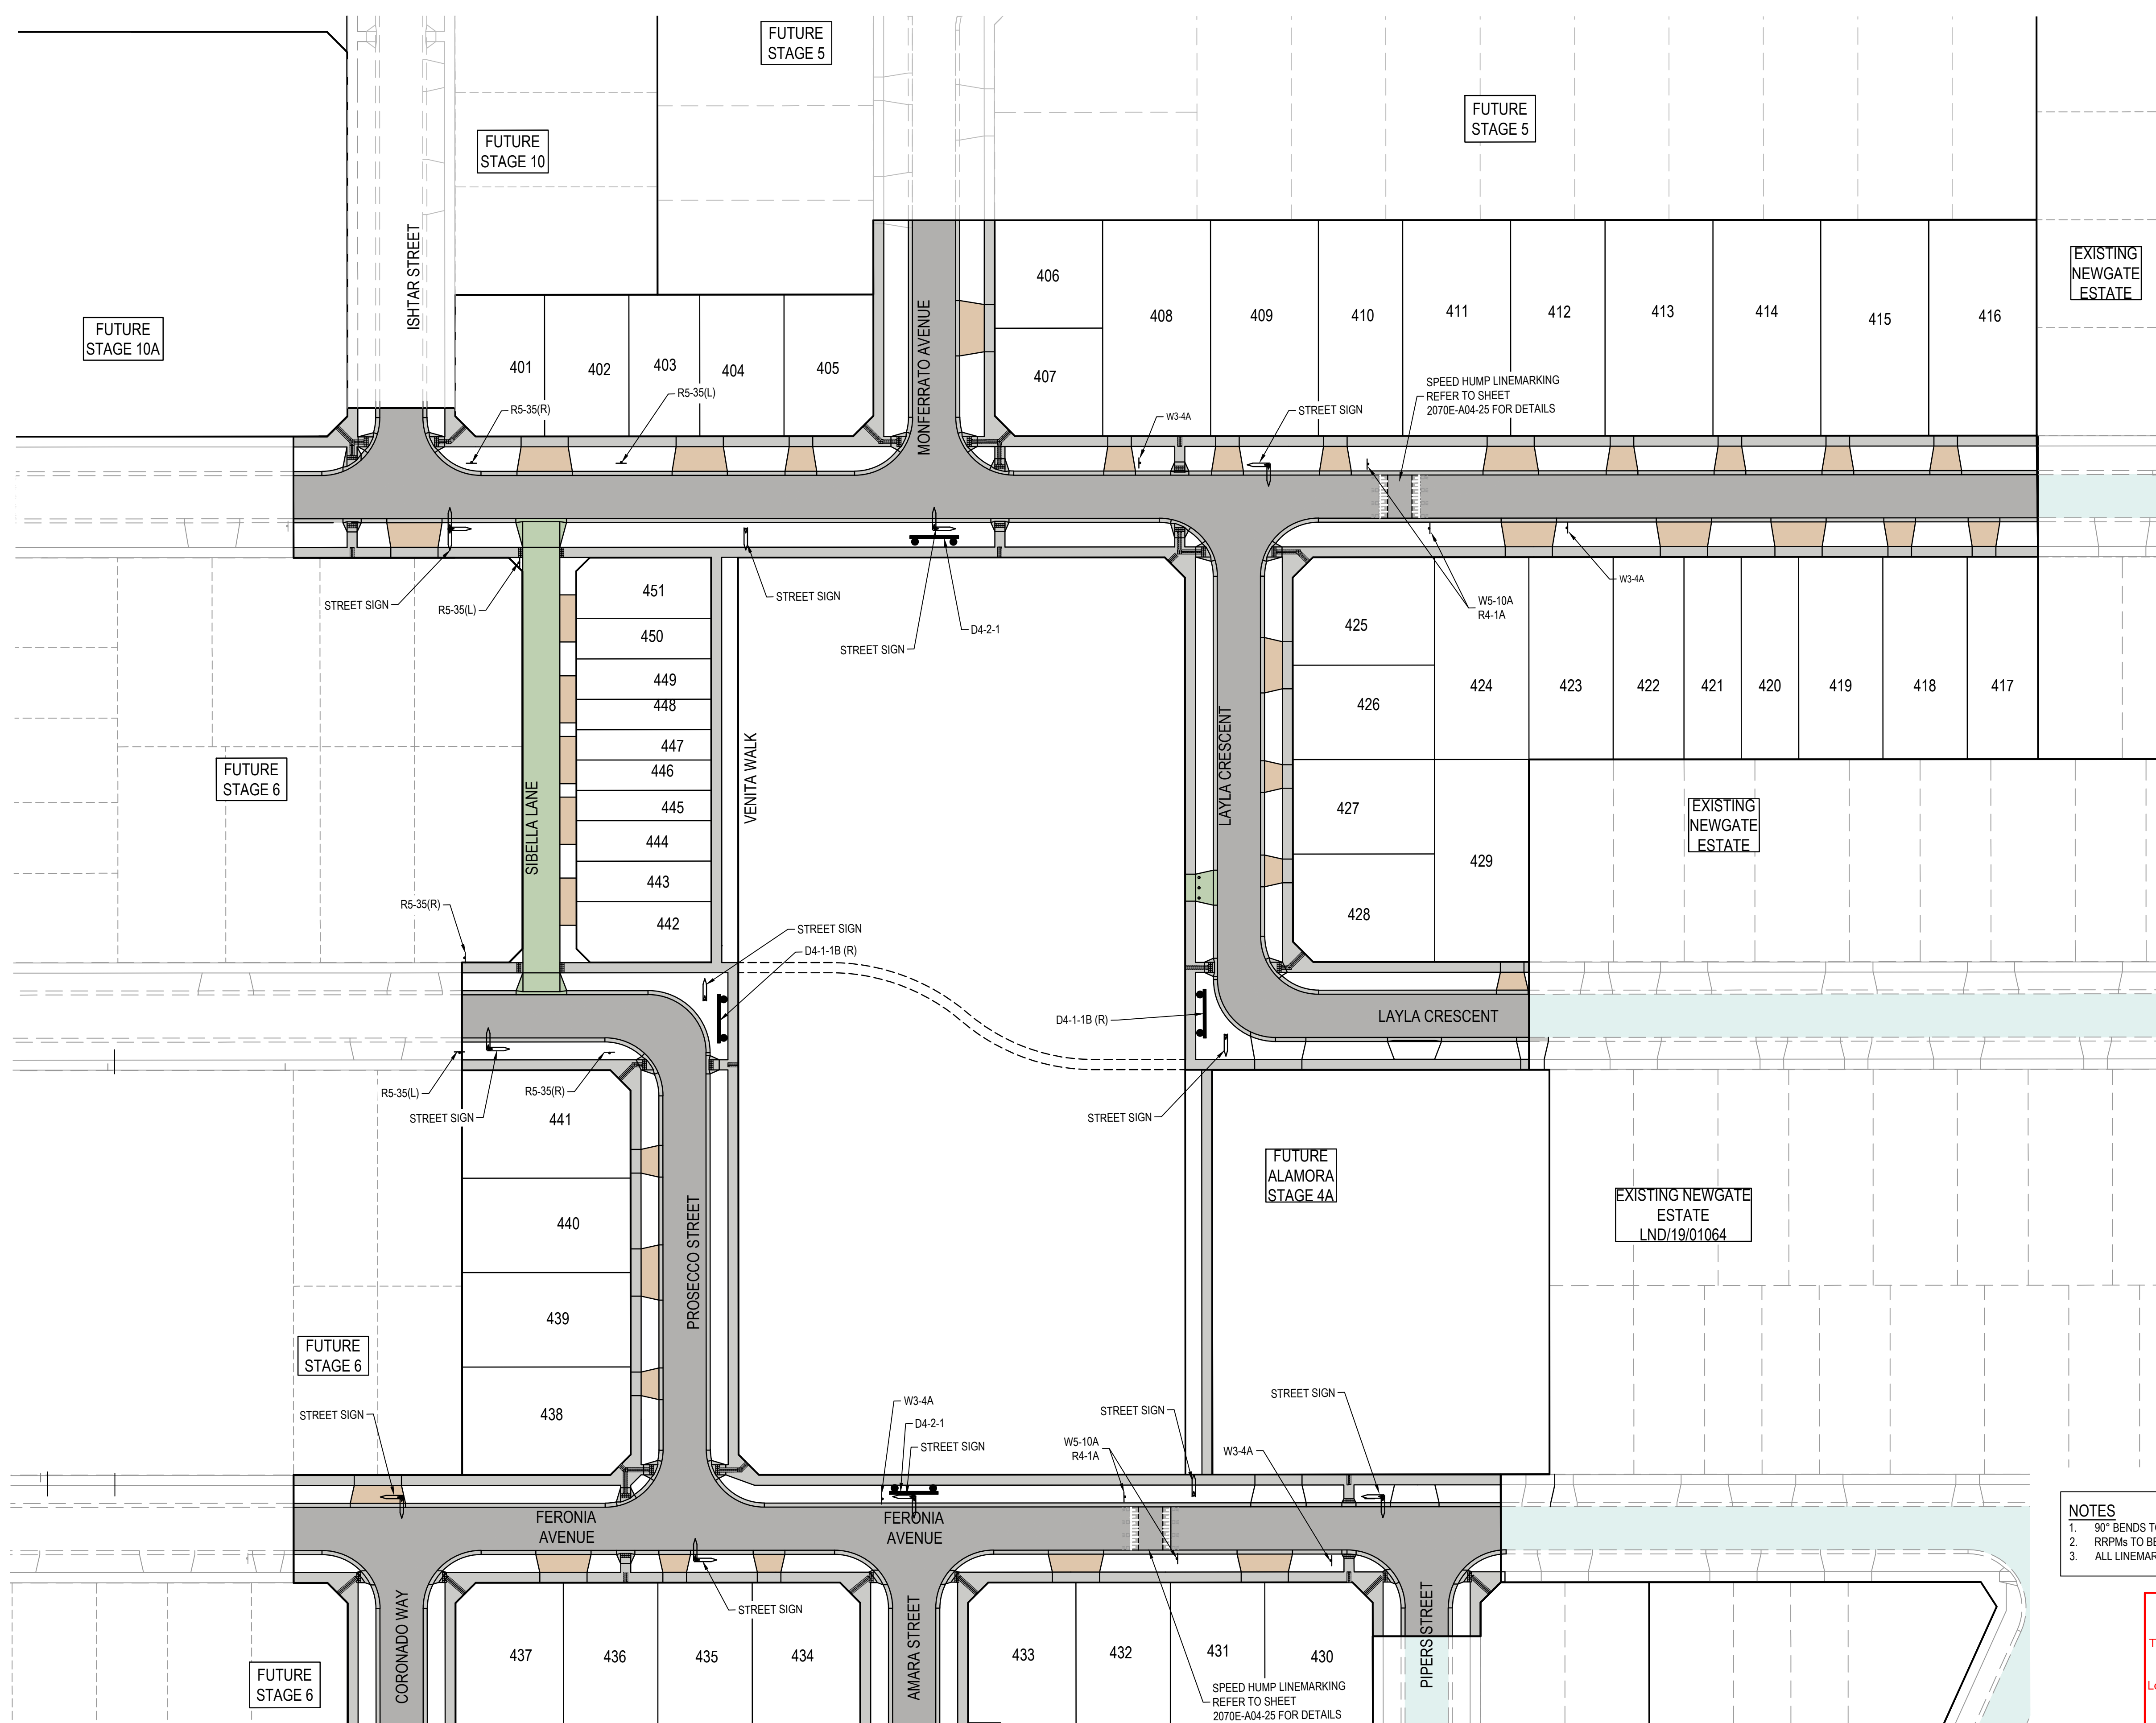 FUTURE
STAGE 5
FUTURE
STAGE 10
FUTURE
STAGE 5
ISHTAR STREET
FUTURE
STAGE 10A
EXISTING
NEWGATE
ESTATE
401
402
403
404
405
MONFERRATO AVENUE
406
407
408
409
410
411
412
413
414
415
416
R5-35(R)
R5-35(L)
W3-4A
STREET SIGN
SPEED HUMP LINEMARKING
REFER TO SHEET
2070E-A04-25 FOR DETAILS
STREET SIGN
R5-35(L)
STREET SIGN
STREET SIGN
D4-2-1
W5-10A
R4-1A
W3-4A
451
450
449
448
447
446
445
444
443
442
SIBELLA LANE
VENITA WALK
LAYLA CRESCENT
425
426
427
428
424
429
423
422
421
420
419
418
417
FUTURE
STAGE 6
EXISTING
NEWGATE
ESTATE
R5-35(R)
STREET SIGN
D4-1-1B (R)
D4-1-1B (R)
LAYLA CRESCENT
R5-35(L)
STREET SIGN
R5-35(R)
STREET SIGN
441
440
439
438
PROSECCO STREET
FUTURE
ALAMORA
STAGE 4A
EXISTING NEWGATE
ESTATE
LND/19/01064
FUTURE
STAGE 6
STREET SIGN
W3-4A
D4-2-1
STREET SIGN
STREET SIGN
W5-10A
R4-1A
W3-4A
STREET SIGN
FERONIA
AVENUE
FERONIA
AVENUE
NOTES
1. 90° BENDS
2. RRPMs TO
3. ALL
STREET SIGN
CORONADO WAY
AMARA STREET
PIPERS STREET
437
436
435
434
433
432
431
430
SPEED HUMP LINEMARKING
REFER TO SHEET
2070E-A04-25 FOR DETAILS
FUTURE
STAGE 6